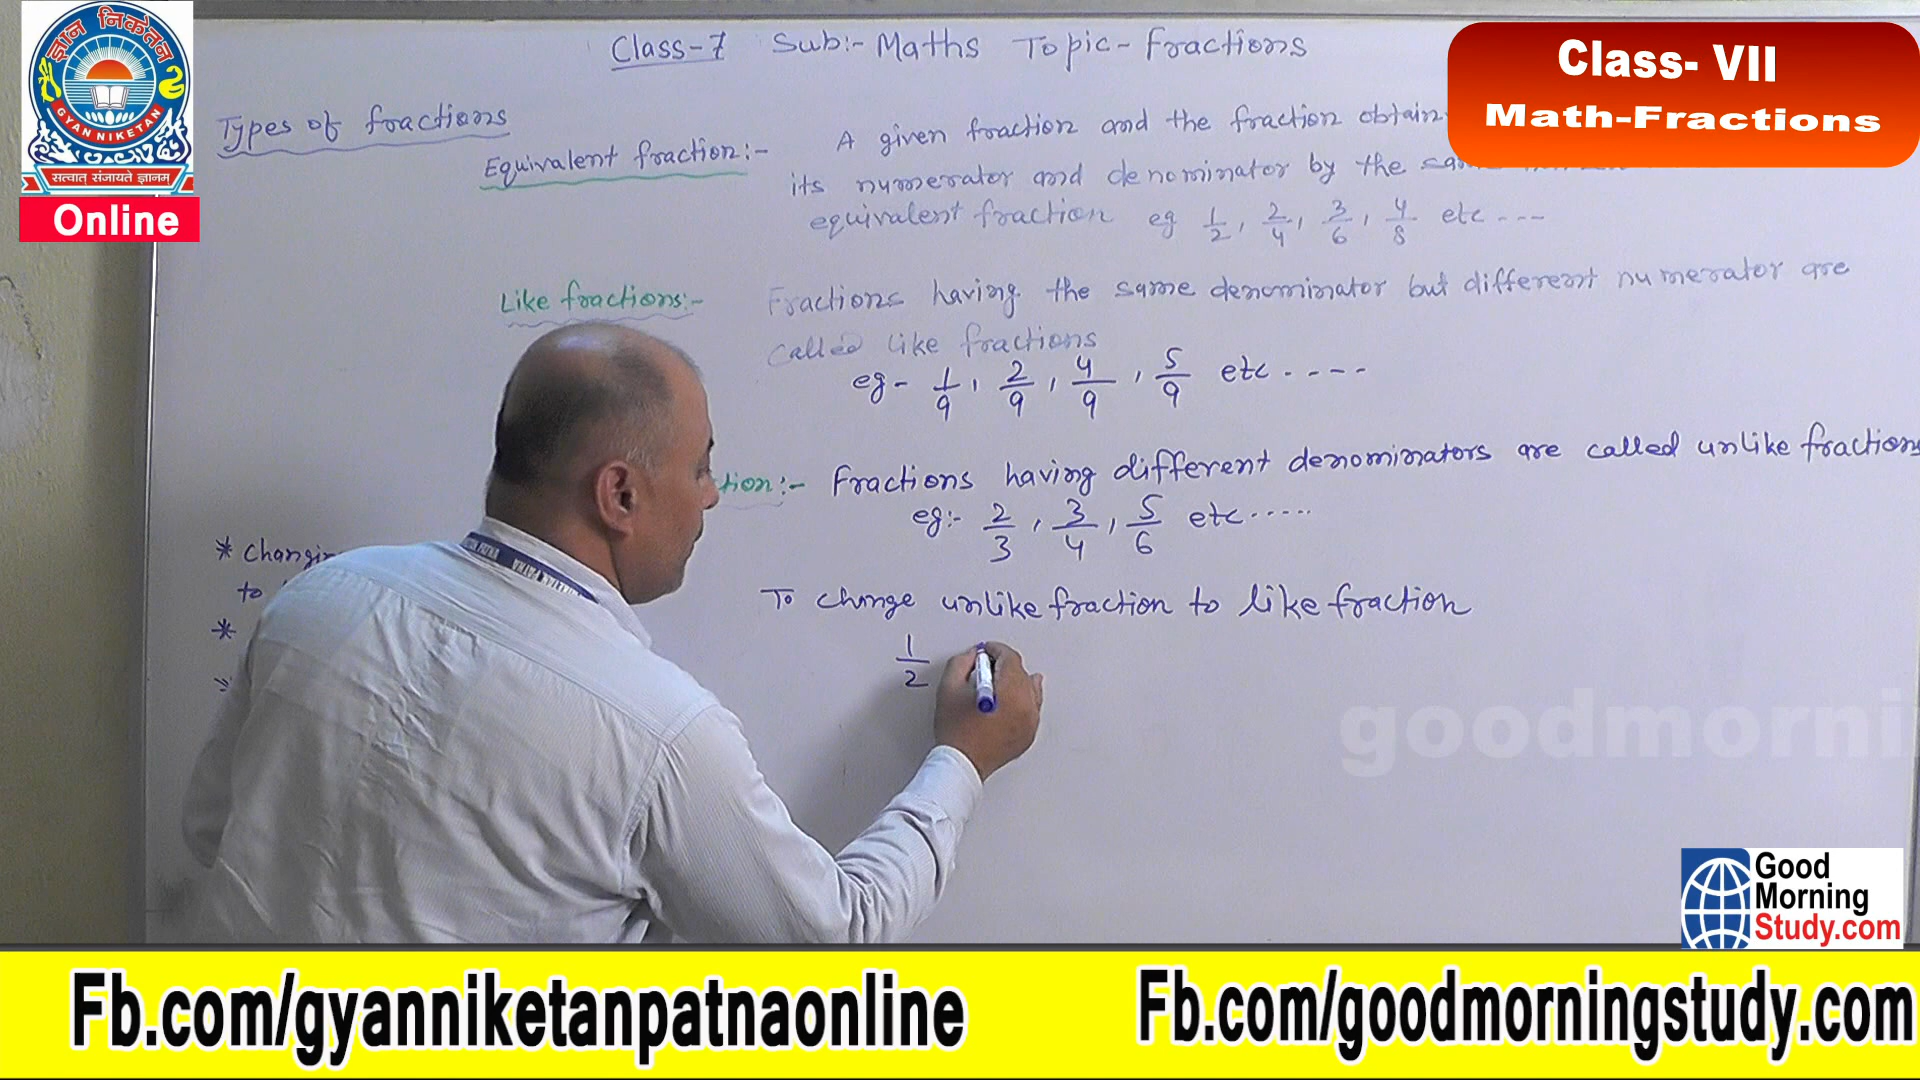 ज्ञान निकेतन
GYAN NIKETAN
सत्वात् संजायते ज्ञानम्
Online
Class-7 Sub:- Maths Topic- Fractions
Class- VII
Math-Fractions
Types of fractions
Equivalent fraction:- A given fraction and the fraction obtain
its numerator and denominator by the
equivalent fraction eg 1/2, 2/4, 3/6, 4/8 etc ---
Like fractions:- Fractions having the same denominator but different numerator are
called like fractions
eg- 1/9, 2/9, 4/9, 5/9 etc ----
tion:- Fractions having different denominators are called unlike fractions
eg:- 2/3, 3/4, 5/6 etc.....
* Changin
to
*
To change unlike fraction to like fraction
1/2
goodmorni
Good
Morning
Study.com
Fb.com/gyanniketanpatnaonline
Fb.com/goodmorningstudy.com